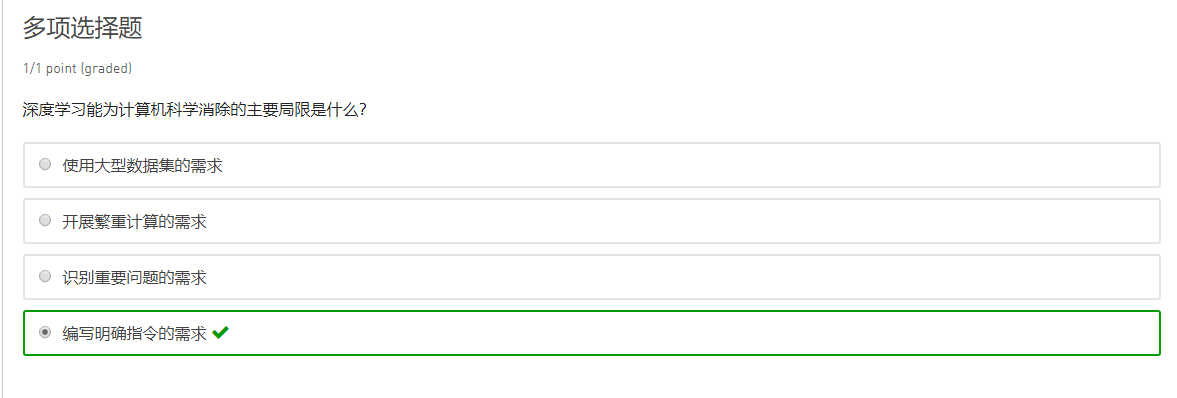 多项选择题
1/1 point (graded)
深度学习能为计算机科学消除的主要局限是什么?
使用大型数据集的需求
开展繁重计算的需求
识别重要问题的需求
编写明确指令的需求